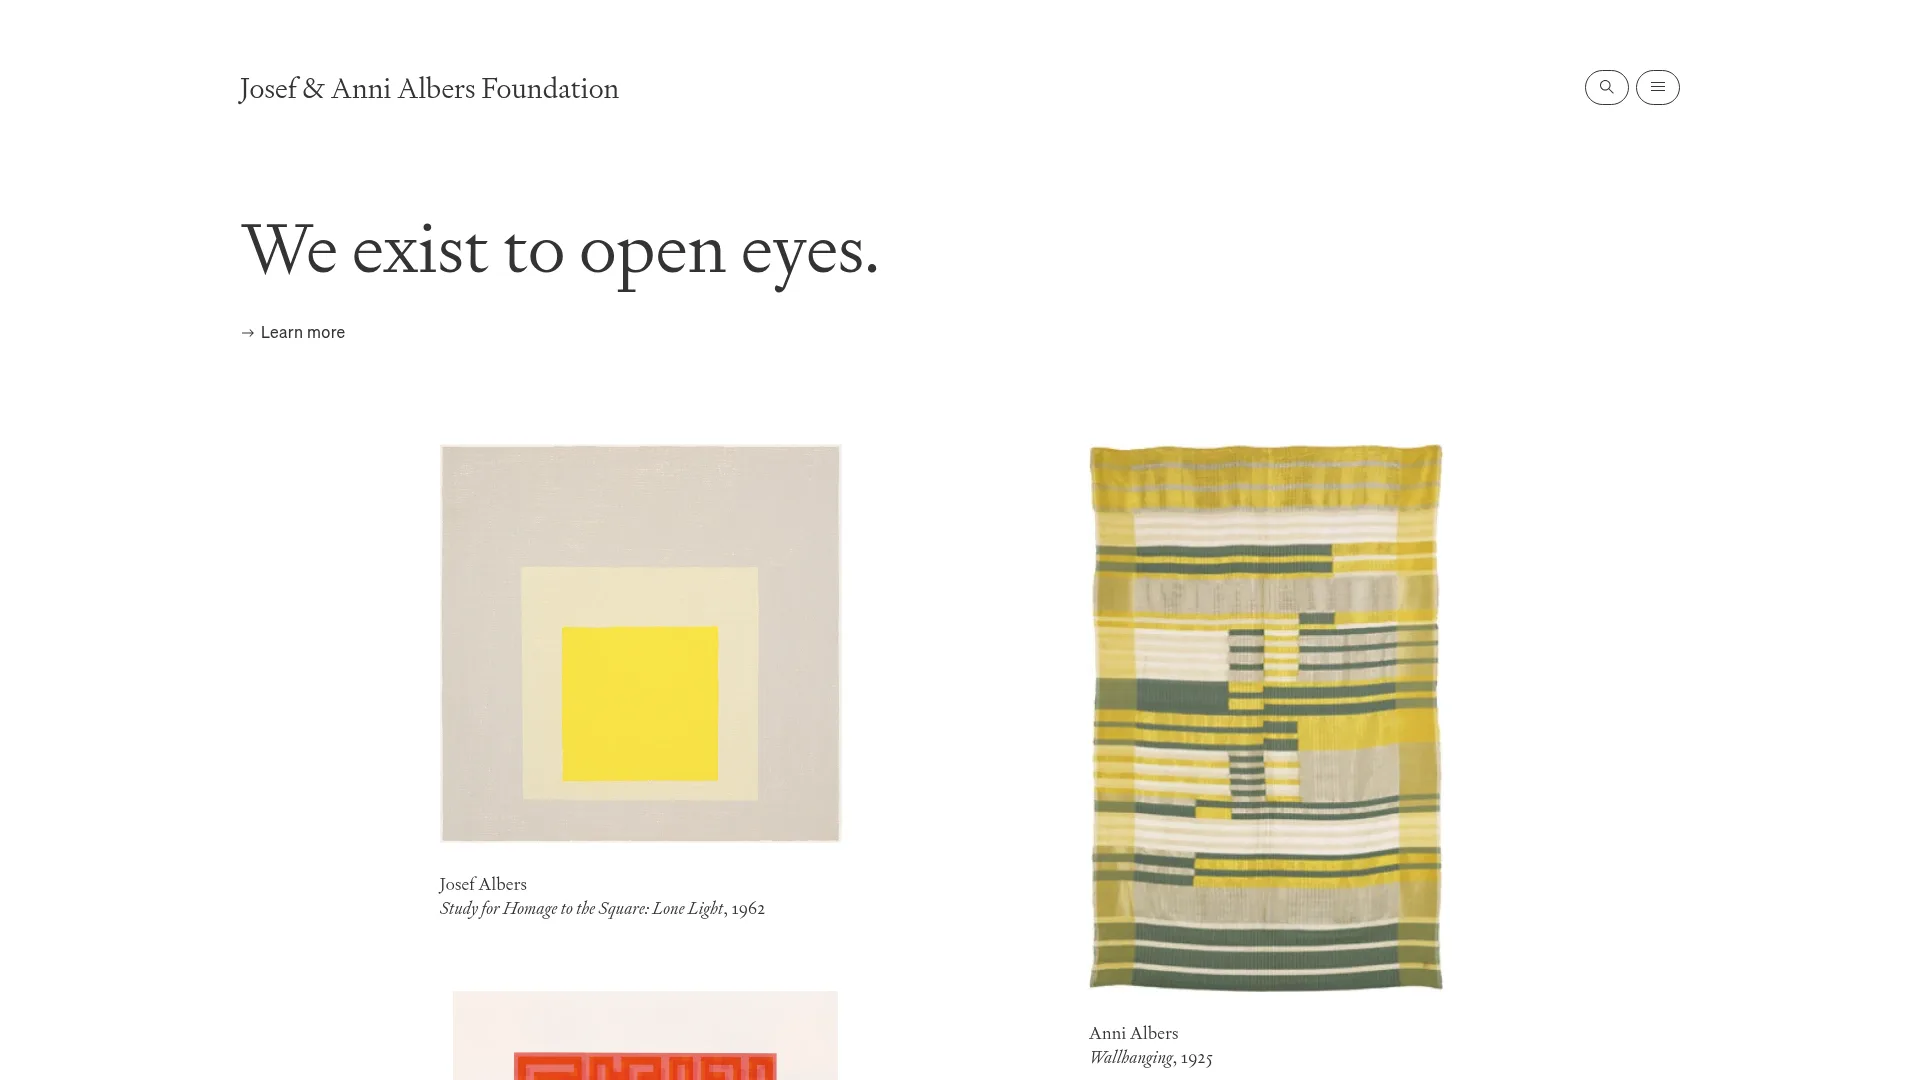 Josef & Anni Albers Foundation
We exist to open eyes.
→ Learn more
Josef Albers
Study for Homage to the Square: Lone Light, 1962
Anni Albers
Wallhanging, 1925